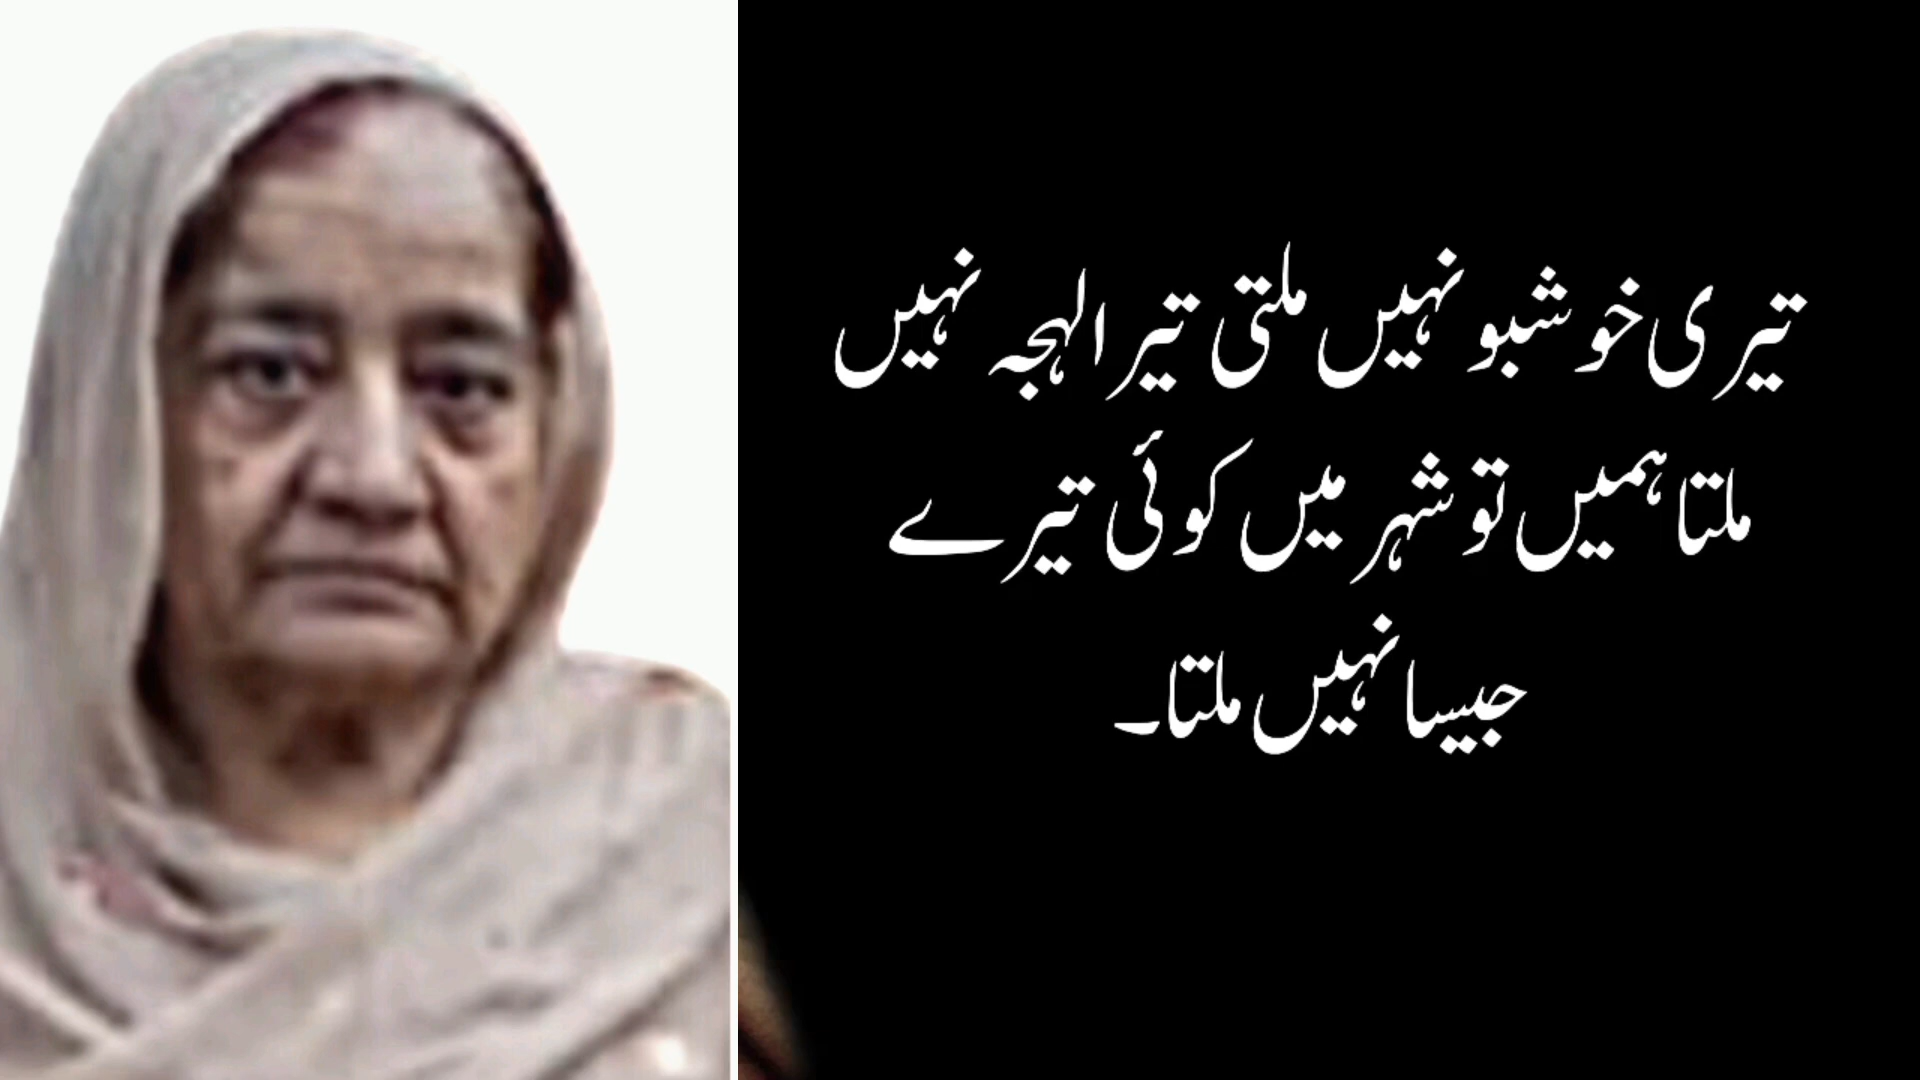 تیری خوشبو نہیں ملتی تیرا لہجہ نہیں
ملتا ہمیں تو شہر میں کوئی تیرے
جیسا نہیں ملتا۔